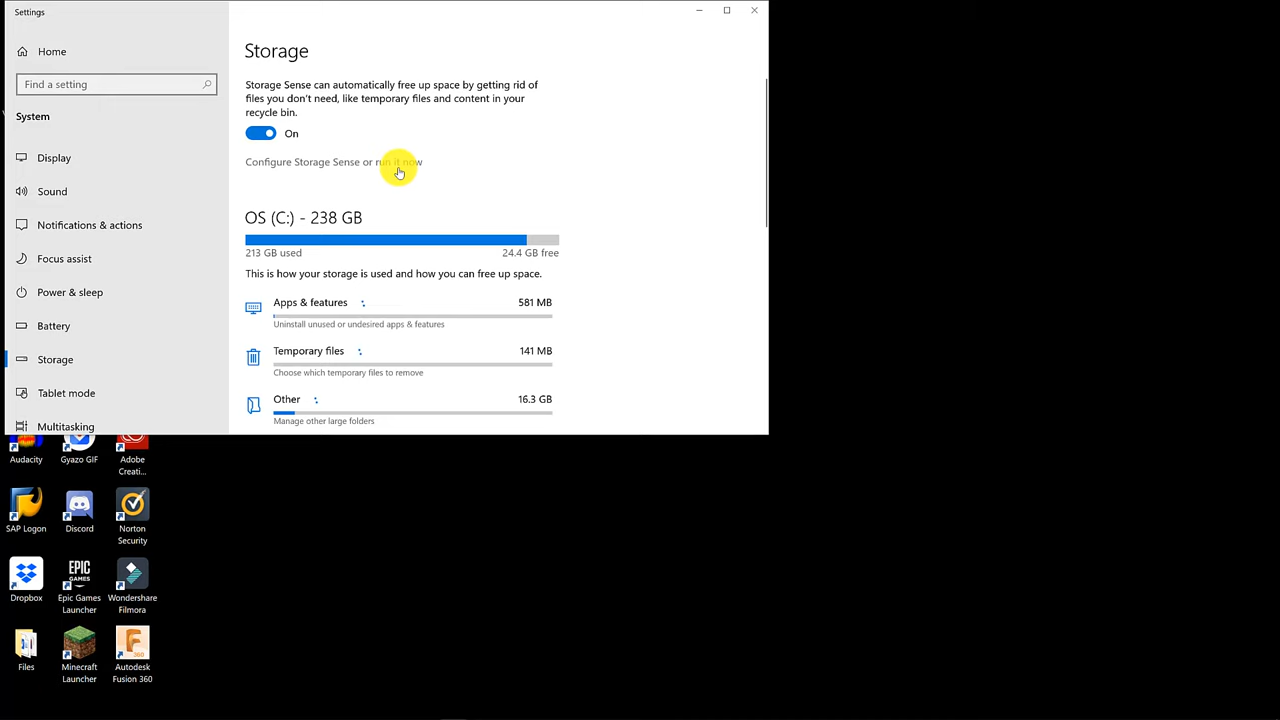 Settings
Home
Find a setting
System
Display
Sound
Notifications & actions
Focus assist
Power & sleep
Battery
Storage
Tablet mode
Multitasking
Storage
Storage Sense can automatically free up space by getting rid of
files you don't need, like temporary files and content in your
recycle bin.
On
Configure Storage Sense or run it now
OS (C:) - 238 GB
213 GB used 24.4 GB free
This is how your storage is used and how you can free up space.
Apps & features 581 MB
Uninstall unused or undesired apps & features
Temporary files 141 MB
Choose which temporary files to remove
Other 16.3 GB
Manage other large folders
Audacity
Gyazo GIF
Adobe
Creati...
SAP Logon
Discord
Norton
Security
Dropbox
EPIC
GAMES
Epic Games
Launcher
Wondershare
Filmora
Files
Minecraft
Launcher
F
360
Autodesk
Fusion 360